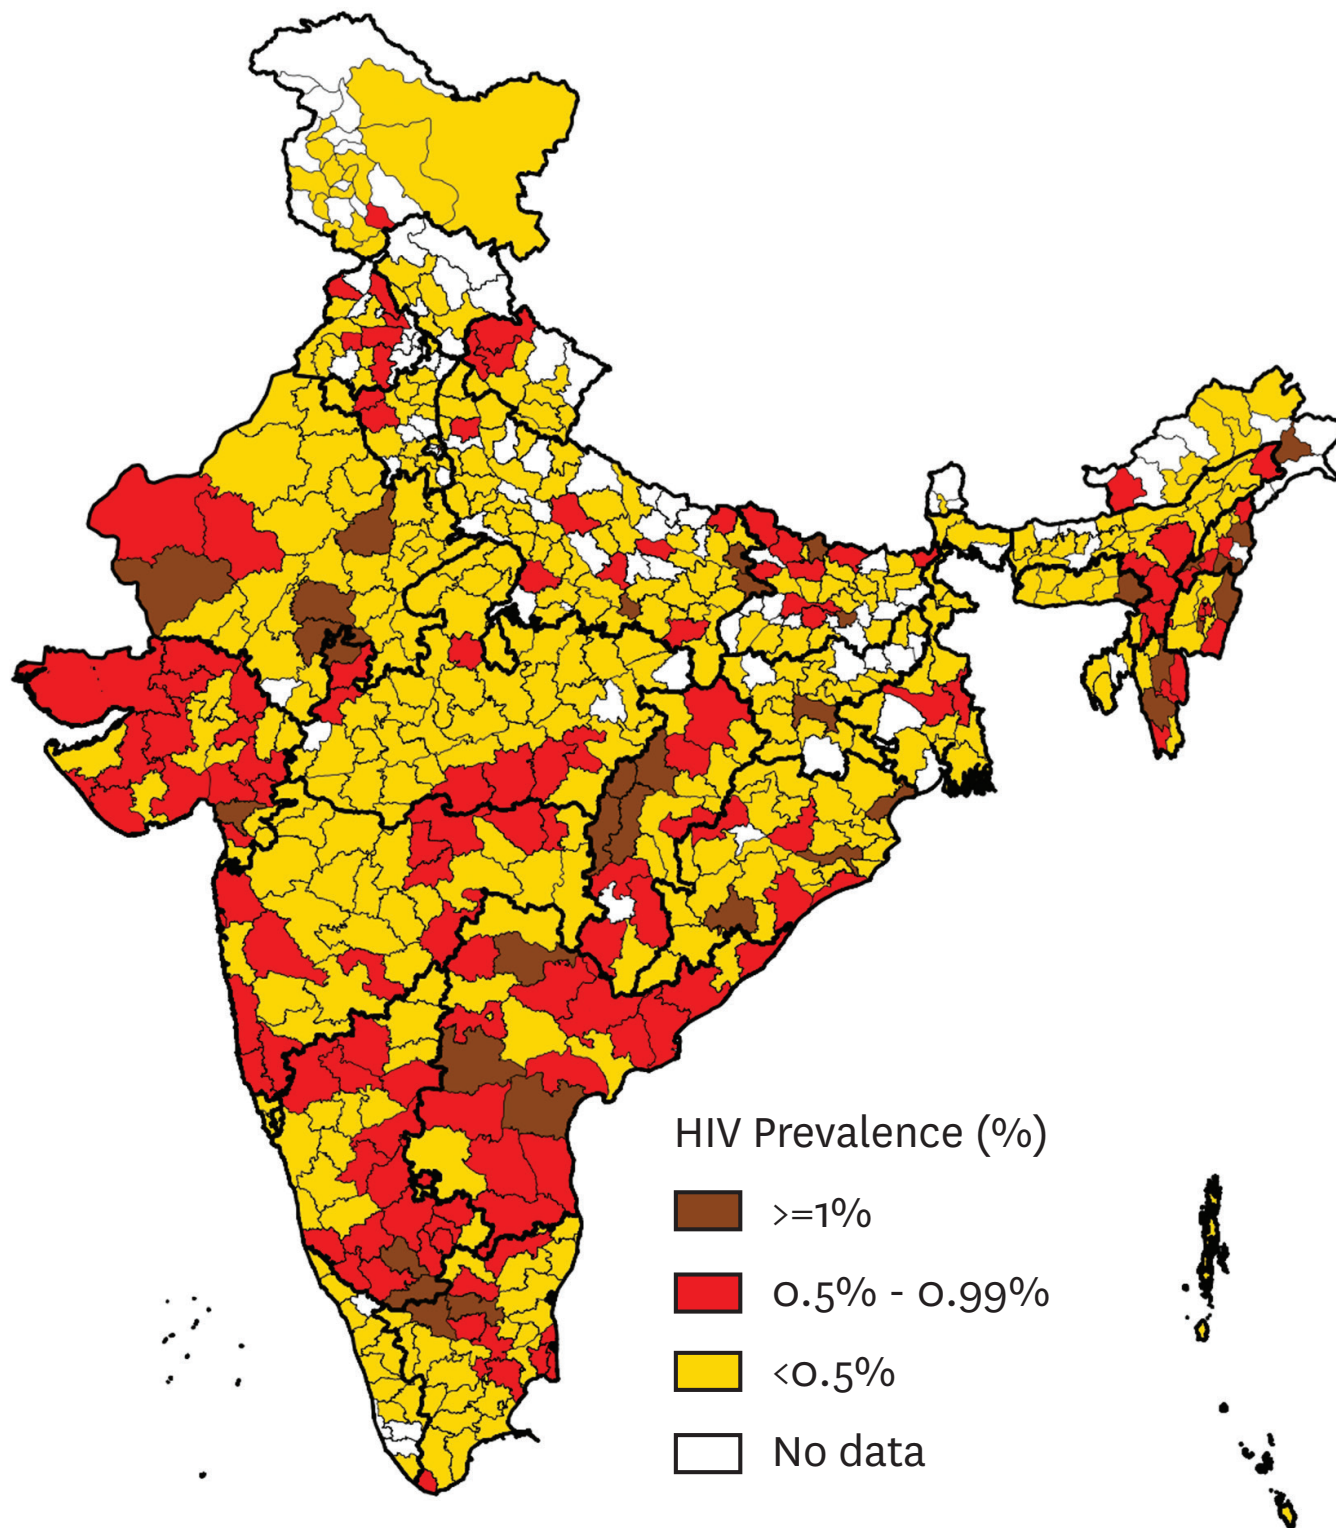 HIV Prevalence (%)
>=1%
0.5% - 0.99%
<0.5%
No data